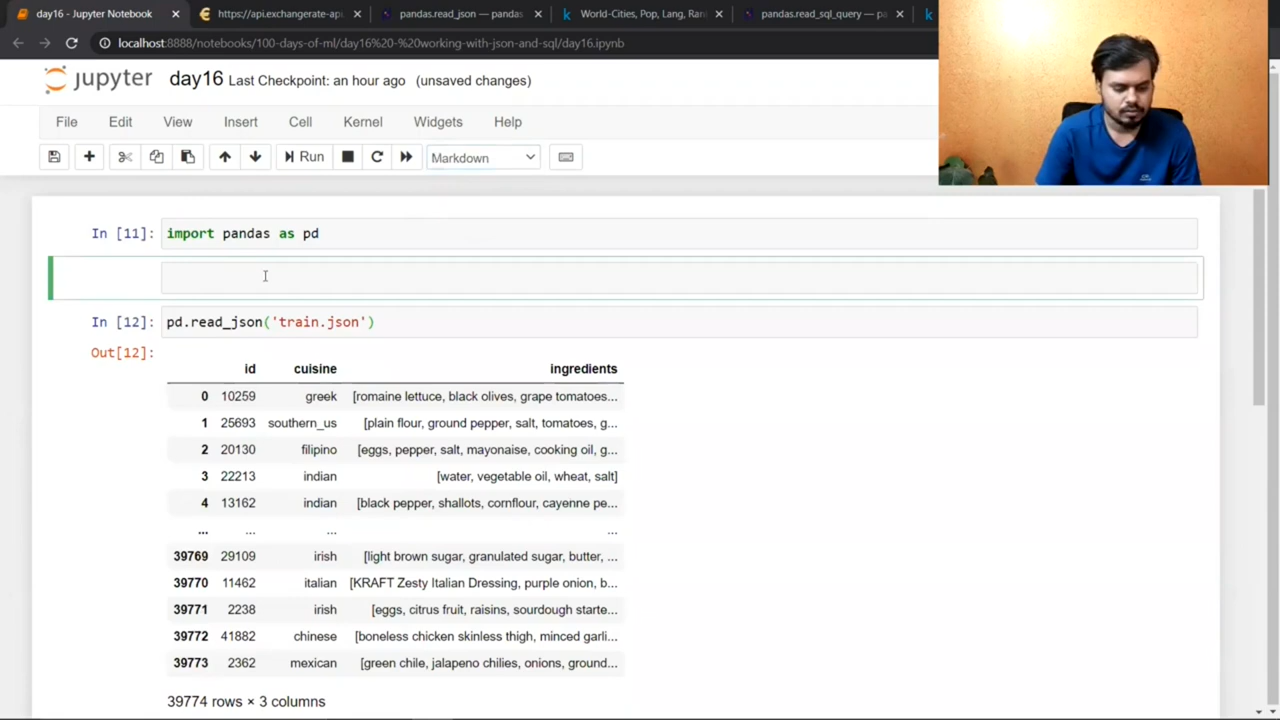 day16 - Jupyter Notebook
https://api.exchangerate-ap
pandas.read_json — pandas
World-Cities, Pop, Lang, Ran
pandas.read_sql_query — pa
localhost:8888/notebooks/100-days-of-ml/day16%20-%20working-with-json-and-sql/day16.ipynb
jupyter day16 Last Checkpoint: an hour ago (unsaved changes)
File Edit View Insert Cell Kernel Widgets Help
Run Markdown
In [11]: import pandas as pd
In [12]: pd.read_json('train.json')
Out[12]:
id cuisine ingredients
0 10259 greek [romaine lettuce, black olives, grape tomatoes...
1 25693 southern_us [plain flour, ground pepper, salt, tomatoes, g...
2 20130 filipino [eggs, pepper, salt, mayonaise, cooking oil, g...
3 22213 indian [water, vegetable oil, wheat, salt]
4 13162 indian [black pepper, shallots, cornflour, cayenne pe...
... ... ... ...
39769 29109 irish [light brown sugar, granulated sugar, butter, ...
39770 11462 italian [KRAFT Zesty Italian Dressing, purple onion, b...
39771 2238 irish [eggs, citrus fruit, raisins, sourdough starte...
39772 41882 chinese [boneless chicken skinless thigh, minced garli...
39773 2362 mexican [green chile, jalapeno chilies, onions, ground...
39774 rows × 3 columns